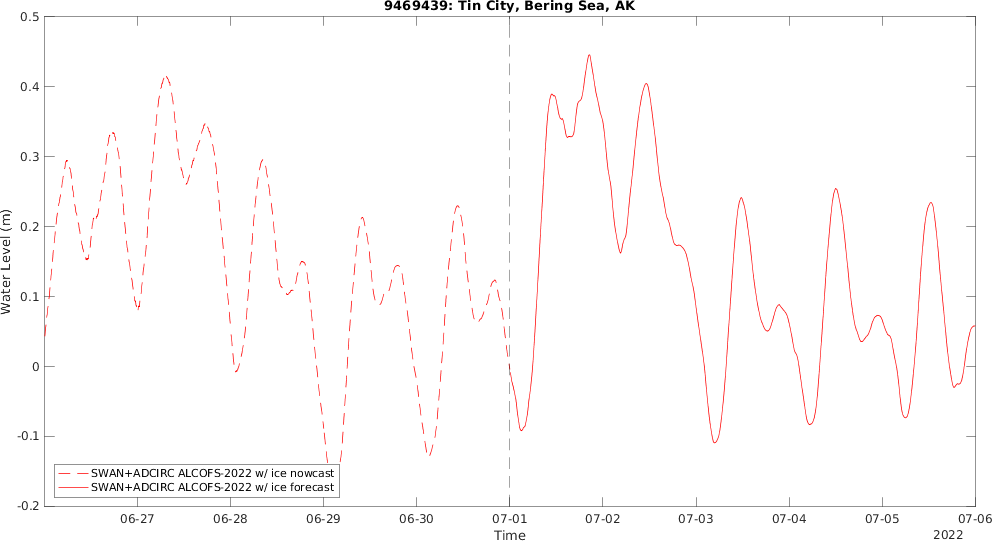 9469439: Tin City, Bering Sea, AK
0.5
0.4
0.3
0.2
0.1
0
-0.1
-0.2
Water Level (m)
SWAN+ADCIRC ALCOFS-2022 w/ ice nowcast
SWAN+ADCIRC ALCOFS-2022 w/ ice forecast
06-27 06-28 06-29 06-30 07-01 07-02 07-03 07-04 07-05 07-06
Time
2022